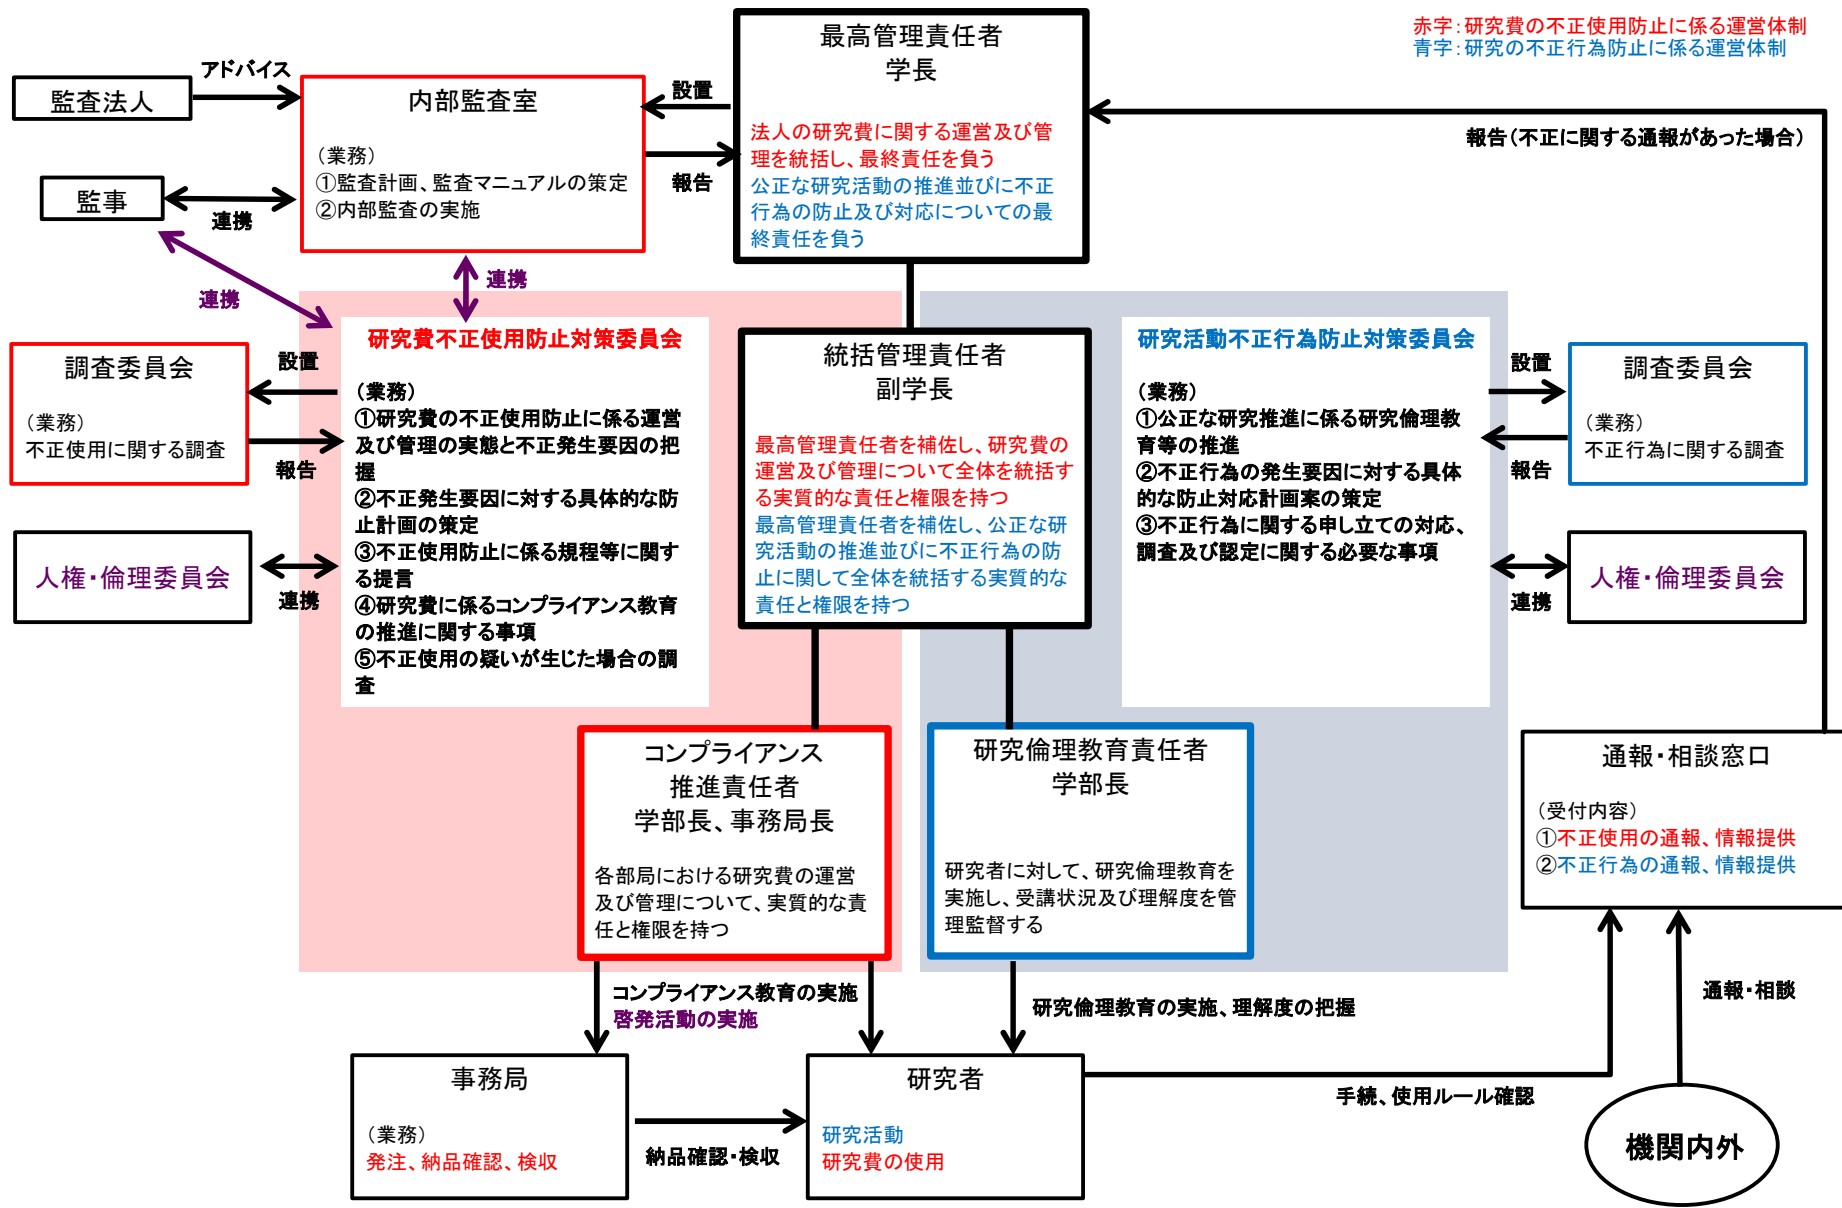 赤字：研究費の不正使用防止に係る運営体制
青字：研究の不正行為防止に係る運営体制
最高管理責任者
学長
法人の研究費に関する運営及び管
理を統括し、最終責任を負う
公正な研究活動の推進並びに不正
行為の防止及び対応についての最
終責任を負う
監査法人
アドバイス
内部監査室
（業務）
①監査計画、監査マニュアルの策定
②内部監査の実施
設置
報告
監事
連携
連携
連携
報告（不正に関する通報があった場合）
研究費不正使用防止対策委員会
（業務）
①研究費の不正使用防止に係る運営
及び管理の実態と不正発生要因の把
握
②不正発生要因に対する具体的な防
止計画の策定
③不正使用防止に係る規程等に関す
る提言
④研究費に係るコンプライアンス教育
の推進に関する事項
⑤不正使用の疑いが生じた場合の調
査
調査委員会
（業務）
不正使用に関する調査
設置
報告
人権・倫理委員会
連携
統括管理責任者
副学長
最高管理責任者を補佐し、研究費の
運営及び管理について全体を統括す
る実質的な責任と権限を持つ
最高管理責任者を補佐し、公正な研
究活動の推進並びに不正行為の防
止に関して全体を統括する実質的な
責任と権限を持つ
研究活動不正行為防止対策委員会
（業務）
①公正な研究推進に係る研究倫理教
育等の推進
②不正行為の発生要因に対する具体
的な防止対応計画案の策定
③不正行為に関する申し立ての対応、
調査及び認定に関する必要な事項
設置
報告
調査委員会
（業務）
不正行為に関する調査
連携
人権・倫理委員会
コンプライアンス
推進責任者
学部長、事務局長
各部局における研究費の運営
及び管理について、実質的な責
任と権限を持つ
研究倫理教育責任者
学部長
研究者に対して、研究倫理教育を
実施し、受講状況及び理解度を管
理監督する
通報・相談窓口
（受付内容）
①不正使用の通報、情報提供
②不正行為の通報、情報提供
コンプライアンス教育の実施
啓発活動の実施
研究倫理教育の実施、理解度の把握
通報・相談
事務局
（業務）
発注、納品確認、検収
納品確認・検収
研究者
研究活動
研究費の使用
手続、使用ルール確認
機関内外